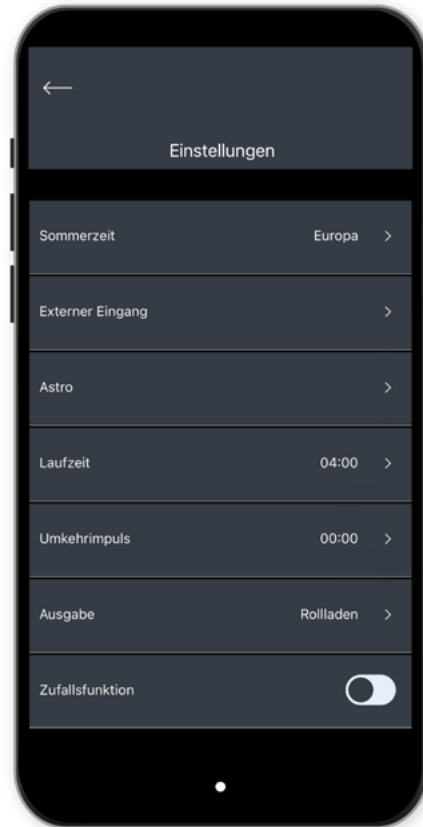 Einstellungen
Sommerzeit Europa
Externer Eingang
Astro
Laufzeit 04:00
Umkehrimpuls 00:00
Ausgabe Rollladen
Zufallsfunktion